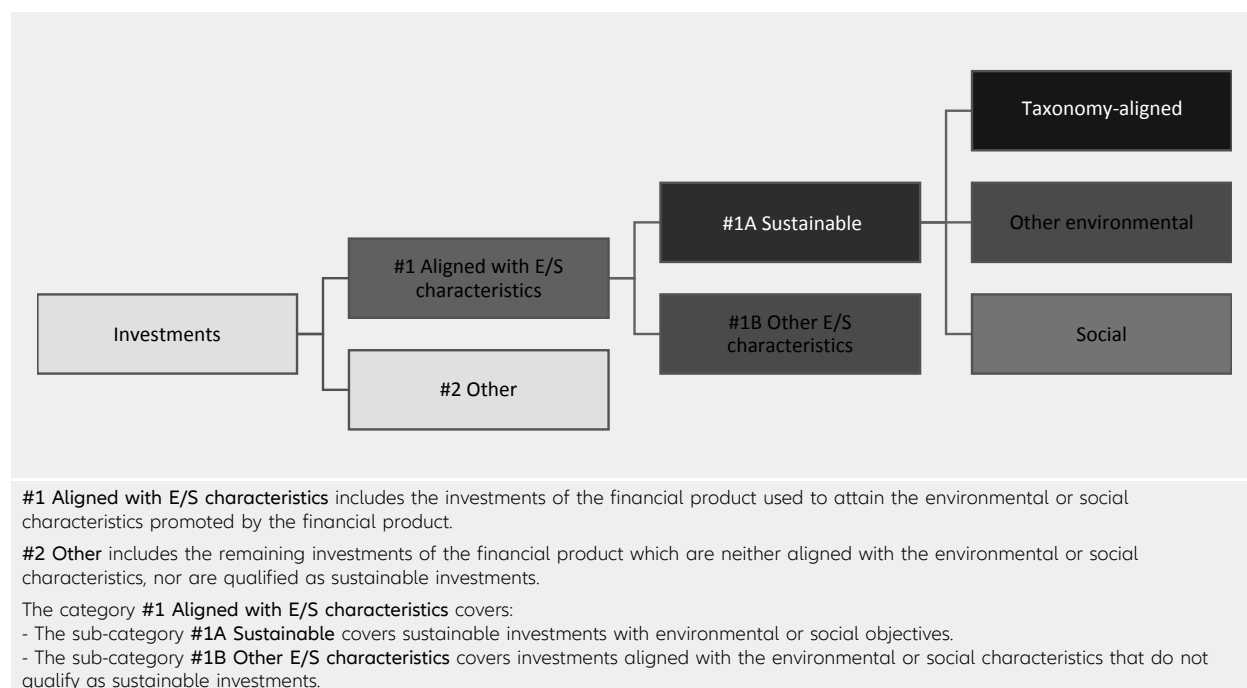 Taxonomy-aligned
#1A Sustainable
Other environmental
#1 Aligned with E/S
characteristics
Investments
#1B Other E/S
characteristics
Social
#2 Other
#1 Aligned with E/S characteristics includes the investments of the financial product used to attain the environmental or social
characteristics promoted by the financial product.
#2 Other includes the remaining investments of the financial product which are neither aligned with the environmental or social
characteristics, nor are qualified as sustainable investments.
The category #1 Aligned with E/S characteristics covers:
- The sub-category #1A Sustainable covers sustainable investments with environmental or social objectives.
- The sub-category #1B Other E/S characteristics covers investments aligned with the environmental or social characteristics that do not
qualify as sustainable investments.